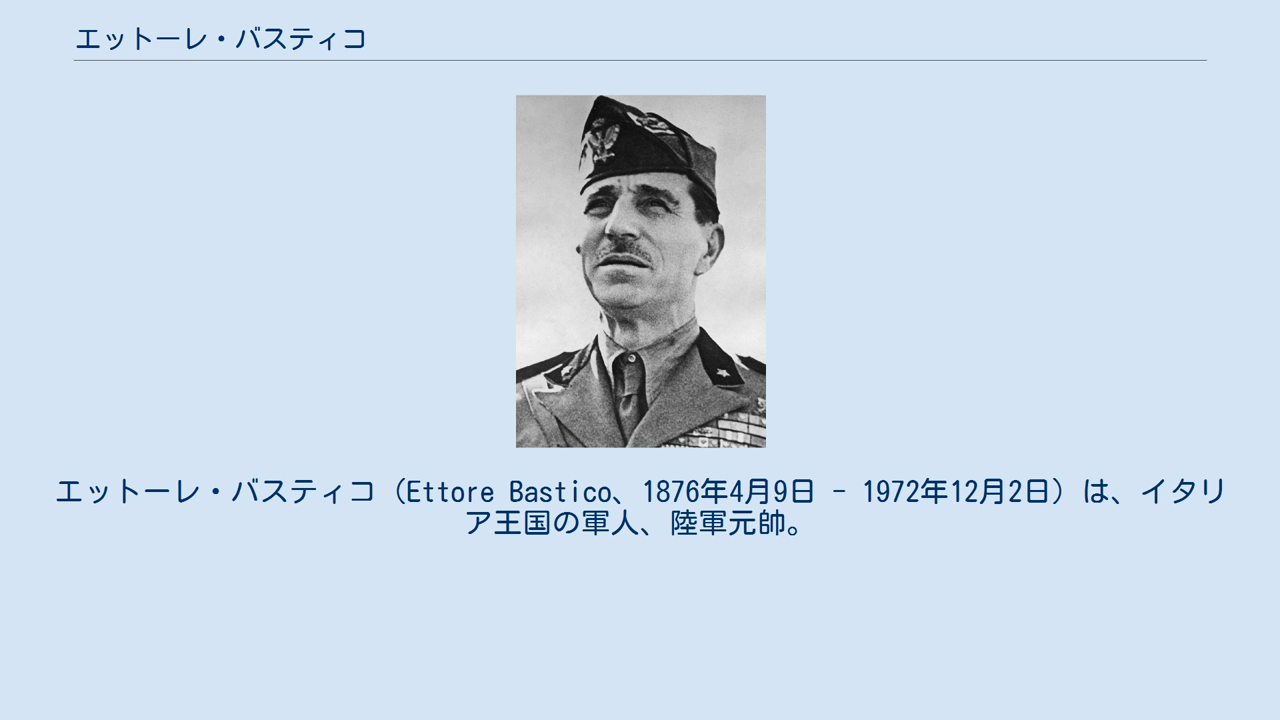 エットーレ・バスティコ
エットーレ・バスティコ（Ettore Bastico、1876年4月9日 - 1972年12月2日）は、イタリ
ア王国の軍人、陸軍元帥。